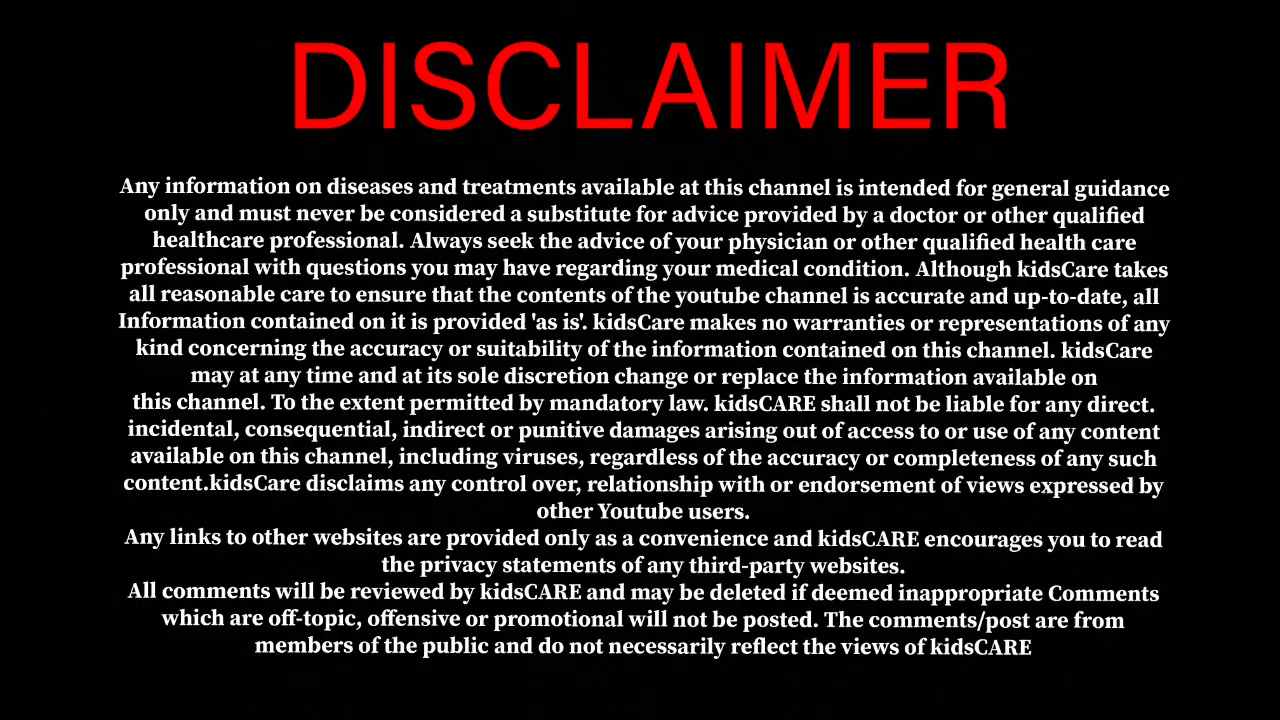 DISCLAIMER
Any information on diseases and treatments available at this channel is intended for general guidance
only and must never be considered a substitute for advice provided by a doctor or other qualified
healthcare professional. Always seek the advice of your physician or other qualified health care
professional with questions you may have regarding your medical condition. Although kidsCare takes
all reasonable care to ensure that the contents of the youtube channel is accurate and up-to-date, all
Information contained on it is provided 'as is'. kidsCare makes no warranties or representations of any
kind concerning the accuracy or suitability of the information contained on this channel. kidsCare
may at any time and at its sole discretion change or replace the information available on
this channel. To the extent permitted by mandatory law. kidsCARE shall not be liable for any direct.
incidental, consequential, indirect or punitive damages arising out of access to or use of any content
available on this channel, including viruses, regardless of the accuracy or completeness of any such
content.kidsCare disclaims any control over, relationship with or endorsement of views expressed by
other Youtube users.
Any links to other websites are provided only as a convenience and kidsCARE encourages you to read
the privacy statements of any third-party websites.
All comments will be reviewed by kidsCARE and may be deleted if deemed inappropriate Comments
which are off-topic, offensive or promotional will not be posted. The comments/post are from
members of the public and do not necessarily reflect the views of kidsCARE